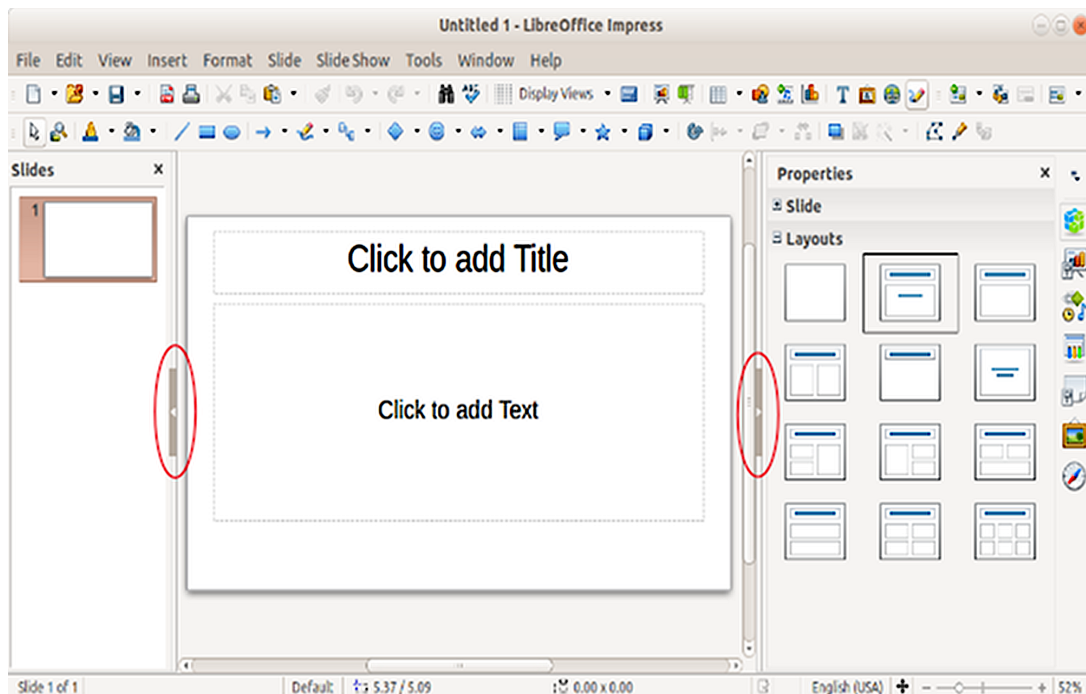 Untitled 1 - LibreOffice Impress
File Edit View Insert Format Slide Slide Show Tools Window Help
Display Views
Slides
1
Click to add Title
Click to add Text
Properties
Slide
Layouts
Slide 1 of 1 Default 5.37 / 5.09 0.00 x 0.00 English (USA) 52%